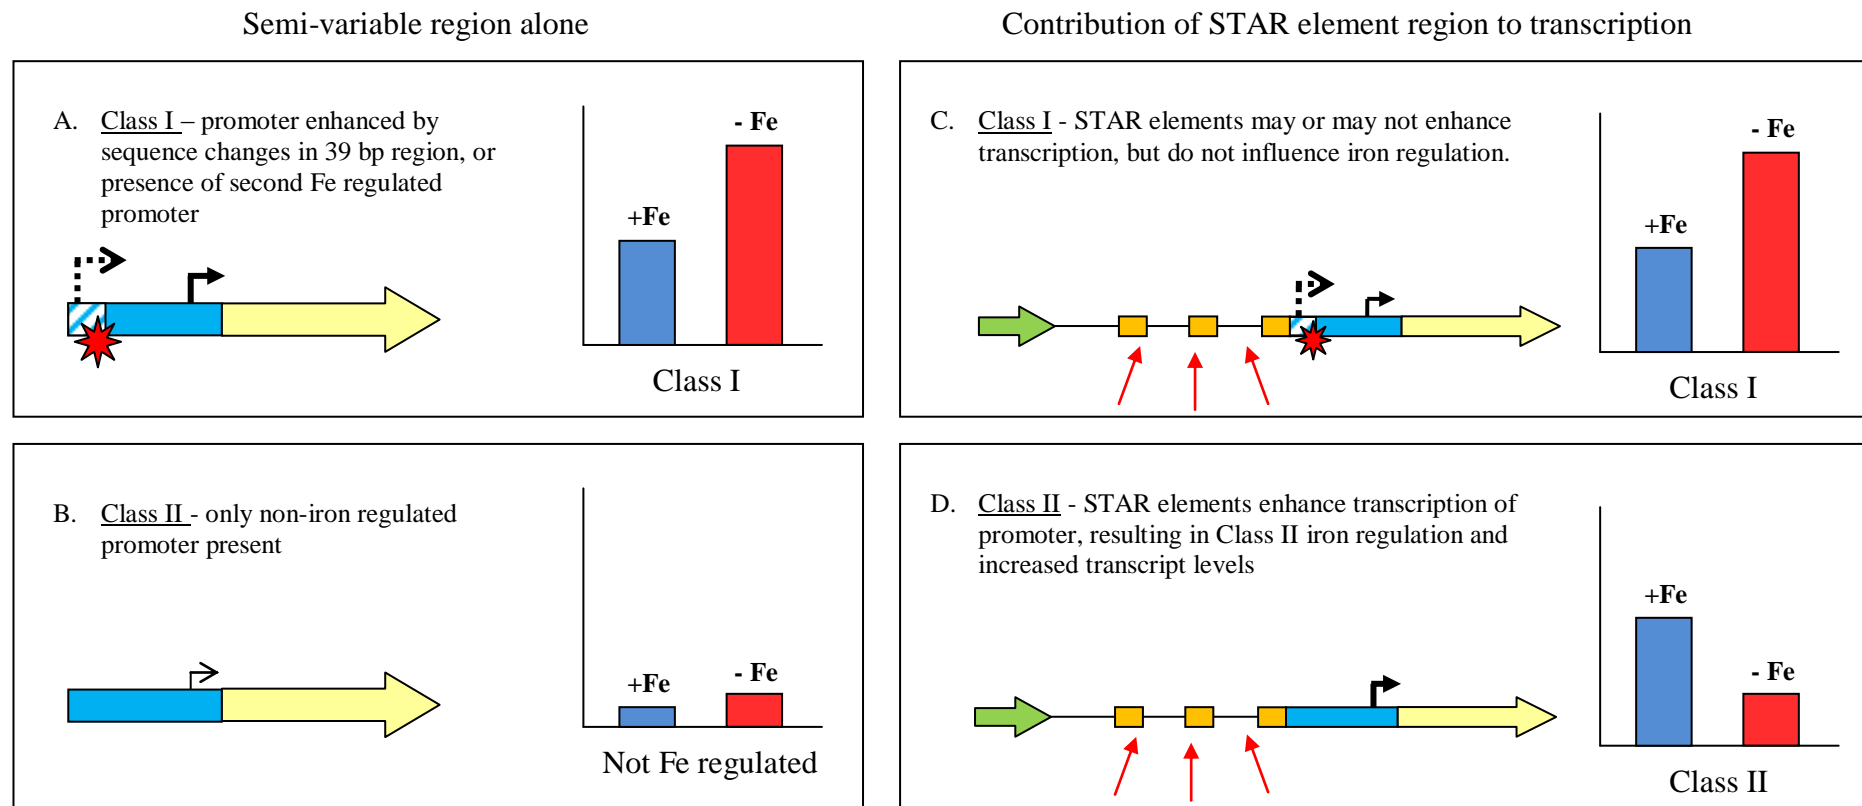 Semi-variable region alone
Contribution of STAR element region to transcription
A. Class I – promoter enhanced by
sequence changes in 39 bp region, or
presence of second Fe regulated
promoter
+Fe
- Fe
Class I
C. Class I - STAR elements may or may not enhance
transcription, but do not influence iron regulation.
+Fe
- Fe
Class I
B. Class II - only non-iron regulated
promoter present
+Fe
- Fe
Not Fe regulated
D. Class II - STAR elements enhance transcription of
promoter, resulting in Class II iron regulation and
increased transcript levels
+Fe
- Fe
Class II